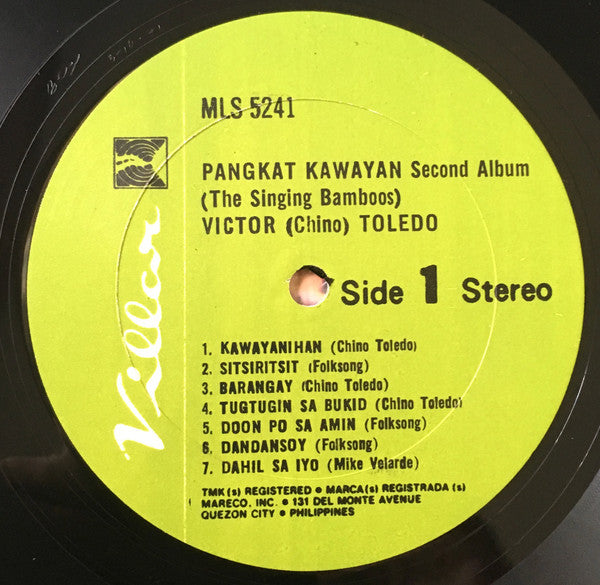 MLS 5241
PANGKAT KAWAYAN Second Album
(The Singing Bamboos)
VICTOR (Chino) TOLEDO
Side 1 Stereo
Villar
1. KAWAYANIHAN (Chino Toledo)
2. SITSIRITSIT (Folksong)
3. BARANGAY (Chino Toledo)
4. TUGTUGIN SA BUKID (Chino Toledo)
5. DOON PO SA AMIN (Folksong)
6. DANDANSOY (Folksong)
7. DAHIL SA IYO (Mike Velarde)
TMK(s) REGISTERED • MARCA(s) REGISTRADA (s)
MARECO. INC. • 131 DEL MONTE AVENUE
QUEZON CITY • PHILIPPINES